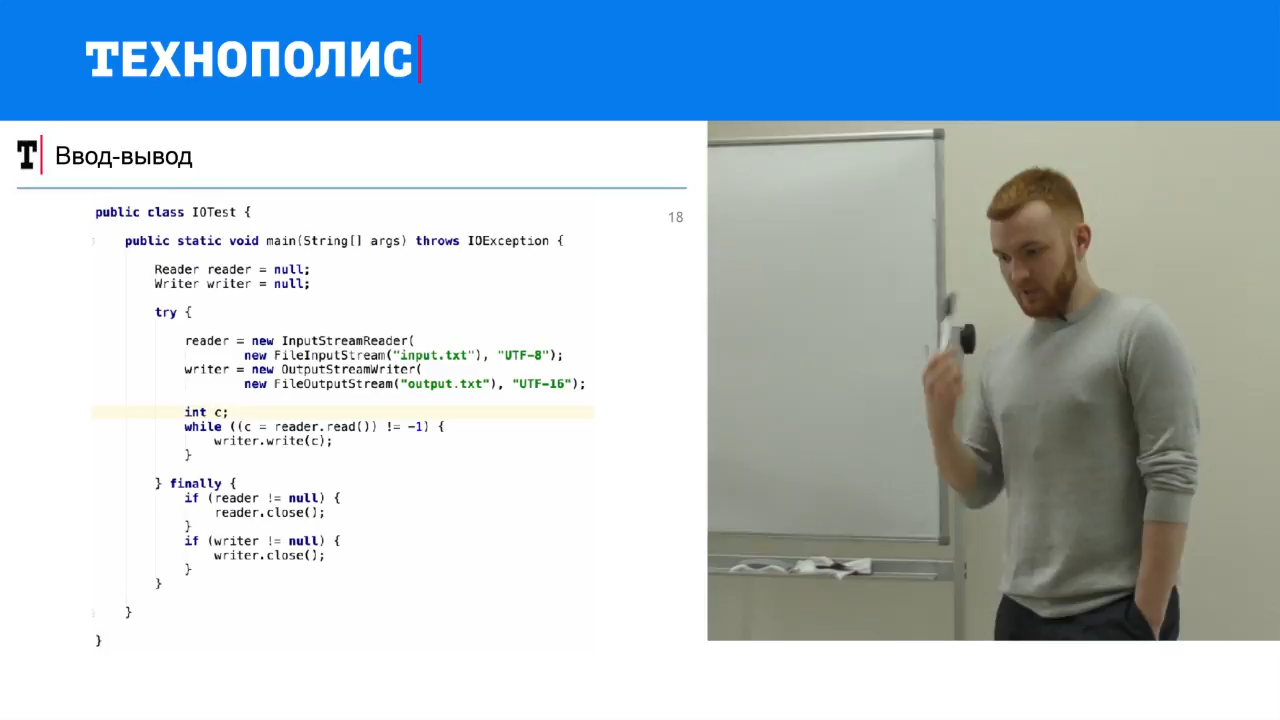 ТЕХНОПОЛИС
Т Ввод-вывод
18
public class IOTest {
public static void main(String[] args) throws IOException {
Reader reader = null;
Writer writer = null;
try {
reader = new InputStreamReader(
new FileInputStream("input.txt"), "UTF-8");
writer = new OutputStreamWriter(
new FileOutputStream("output.txt"), "UTF-16");
int c;
while ((c = reader.read()) != -1) {
writer.write(c);
}
} finally {
if (reader != null) {
reader.close();
}
if (writer != null) {
writer.close();
}
}
}
}